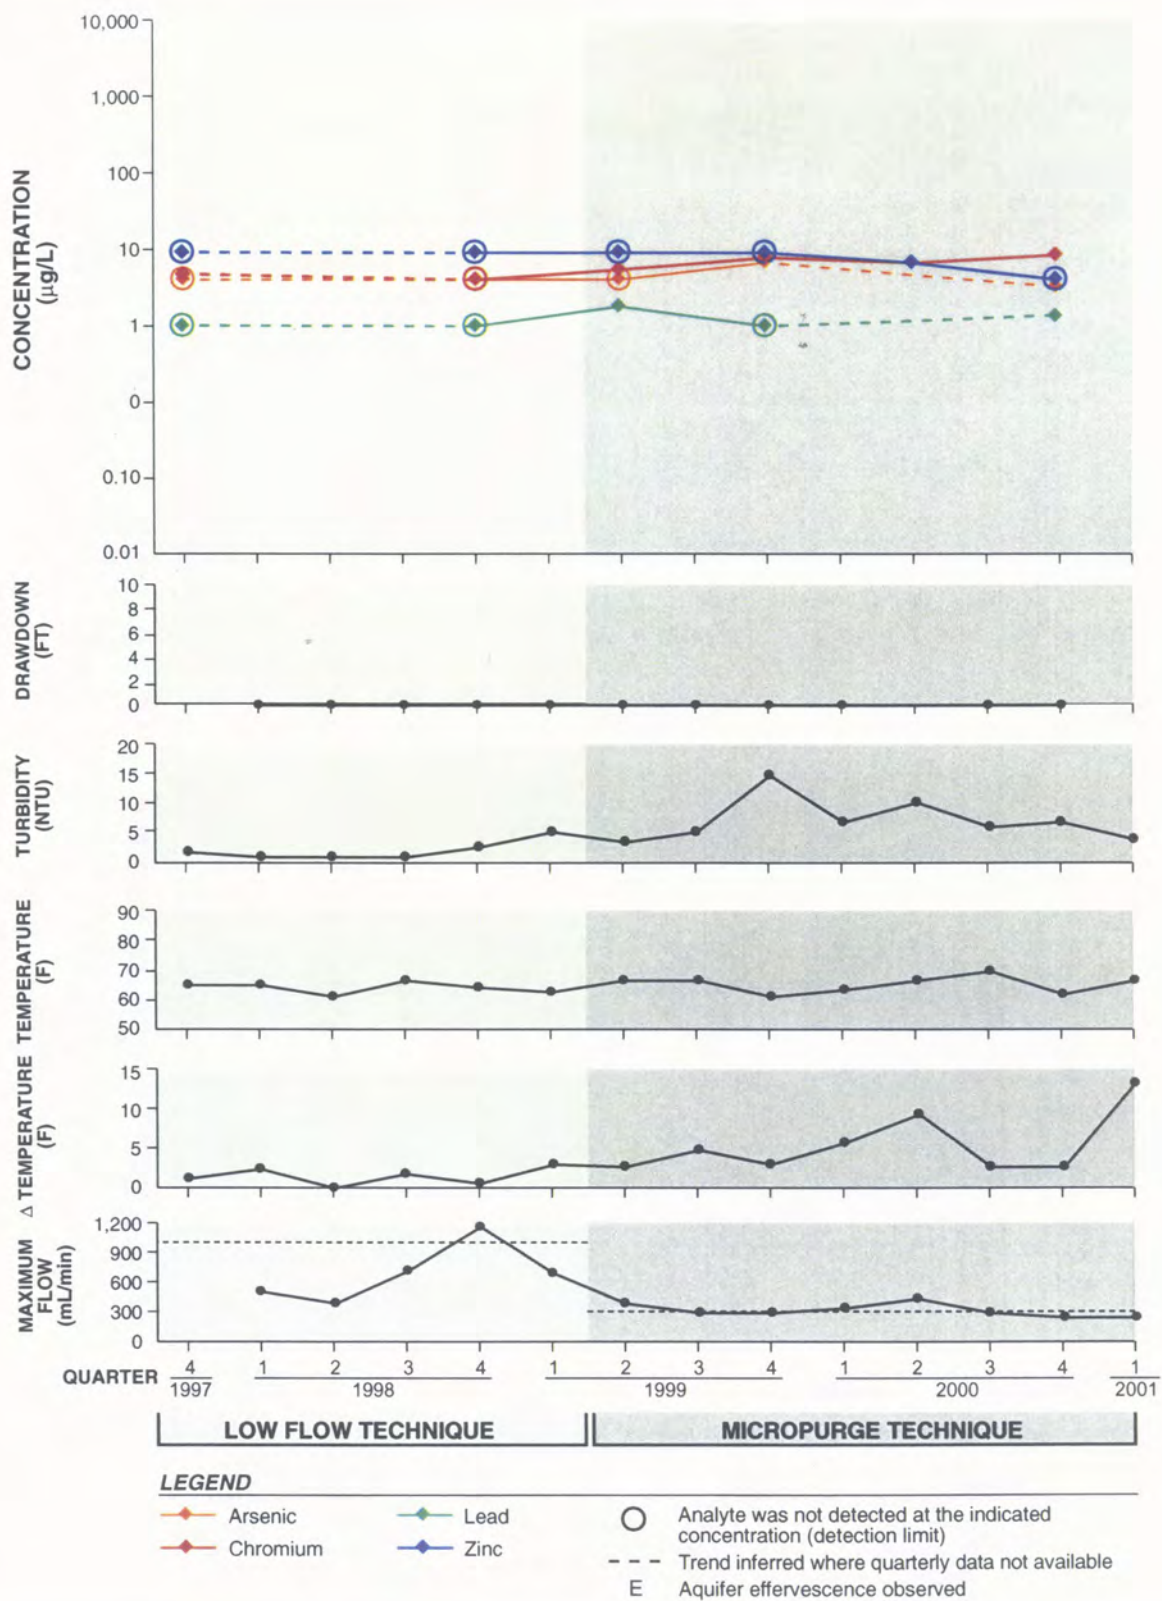 10,000
1,000
100
10
1
0
0.10
0.01
CONCENTRATION
(µg/L)
10
8
6
4
2
0
DRAWDOWN
(FT)
20
15
10
5
0
TURBIDITY
(NTU)
90
80
70
60
50
TEMPERATURE
(F)
15
10
5
0
Δ TEMPERATURE
(F)
1,200
900
600
300
0
MAXIMUM
FLOW
(mL/min)
QUARTER 4 1 2 3 4 1 2 3 4 1 2 3 4 1
1997 1998 1999 2000 2001
LOW FLOW TECHNIQUE MICROPURGE TECHNIQUE
LEGEND
Arsenic
Chromium
Lead
Zinc
Analyte was not detected at the indicated
concentration (detection limit)
Trend inferred where quarterly data not available
E Aquifer effervescence observed